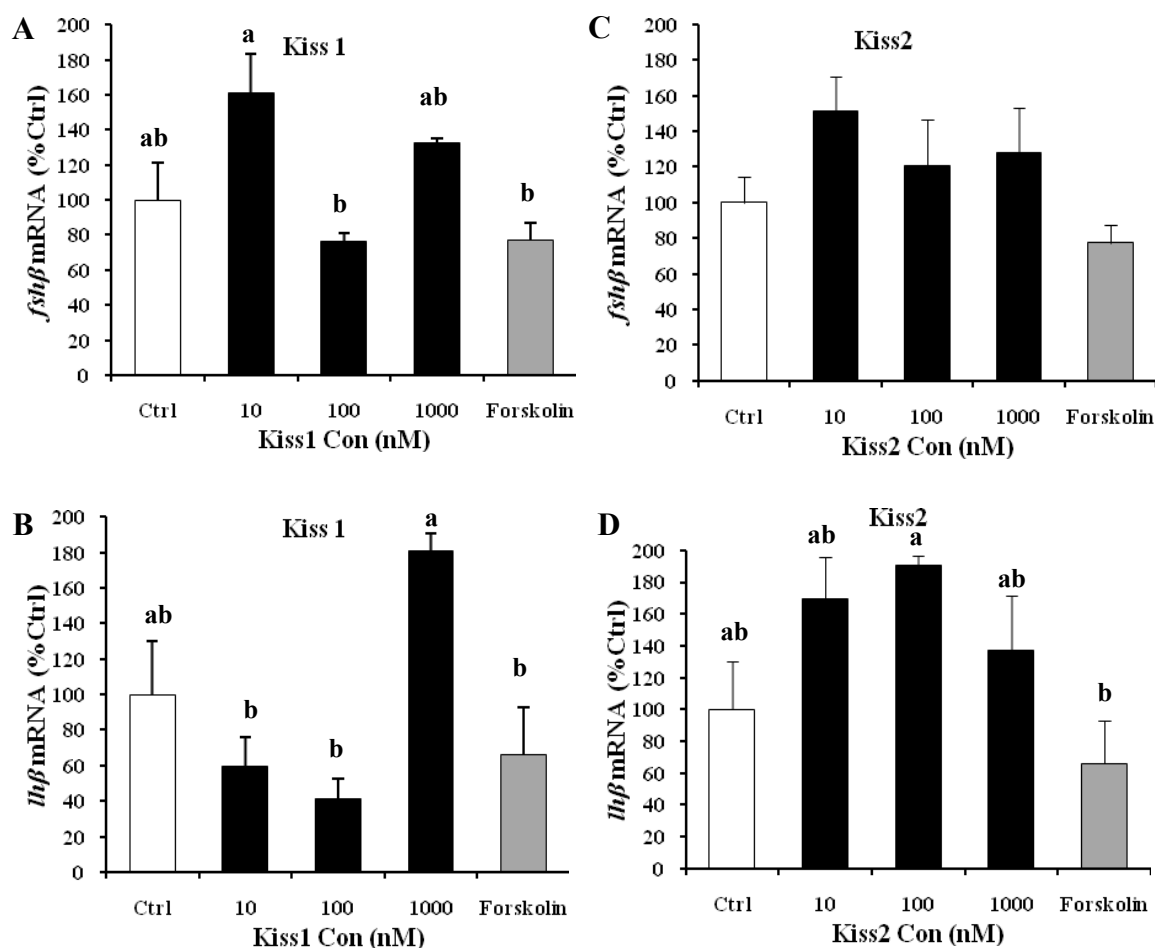 A
Kiss 1
fshβ mRNA (%Ctrl)
200
180
160
140
120
100
80
60
40
20
0
ab
a
b
ab
b
Ctrl 10 100 1000 Forskolin
Kiss1 Con (nM)
C
Kiss2
fshβ mRNA (%Ctrl)
200
180
160
140
120
100
80
60
40
20
0
Ctrl 10 100 1000 Forskolin
Kiss2 Con (nM)
B
Kiss 1
lhβ mRNA (%Ctrl)
200
180
160
140
120
100
80
60
40
20
0
ab
b
b
a
b
Ctrl 10 100 1000 Forskolin
Kiss1 Con (nM)
D
Kiss2
lhβ mRNA (%Ctrl)
200
180
160
140
120
100
80
60
40
20
0
ab
ab
a
ab
b
Ctrl 10 100 1000 Forskolin
Kiss2 Con (nM)